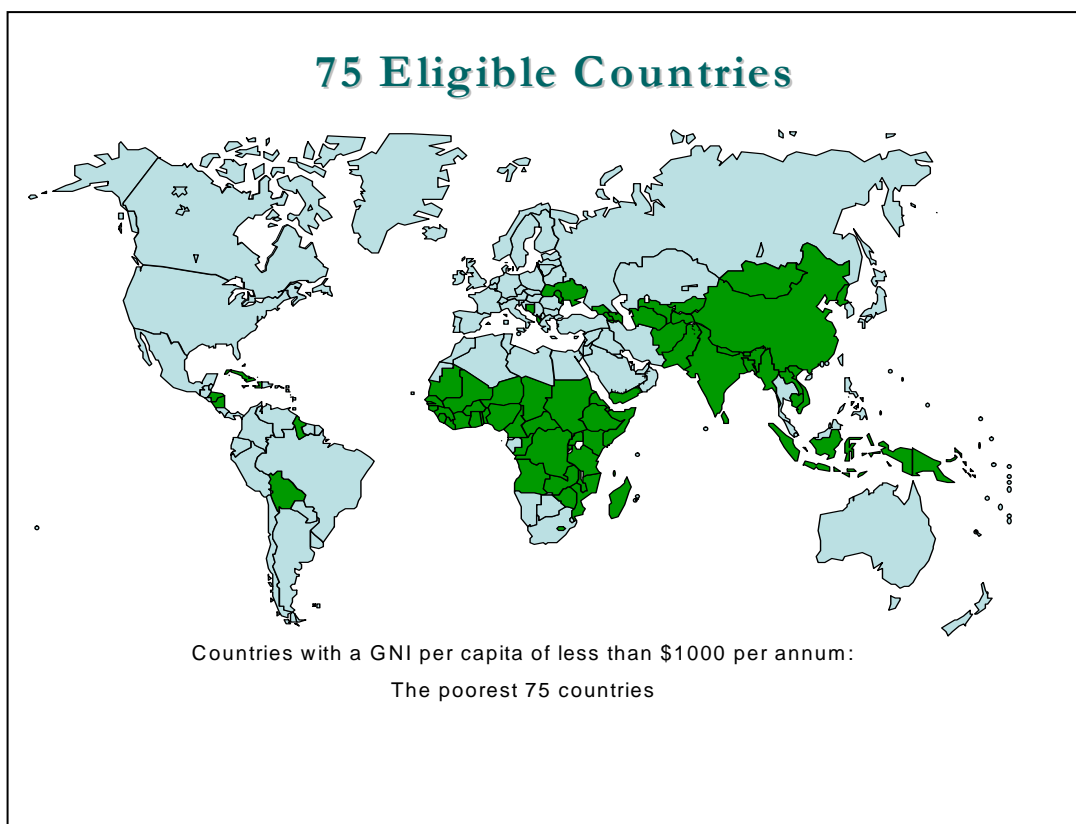 75 Eligible Countries
Countries with a GNI per capita of less than $1000 per annum:
The poorest 75 countries